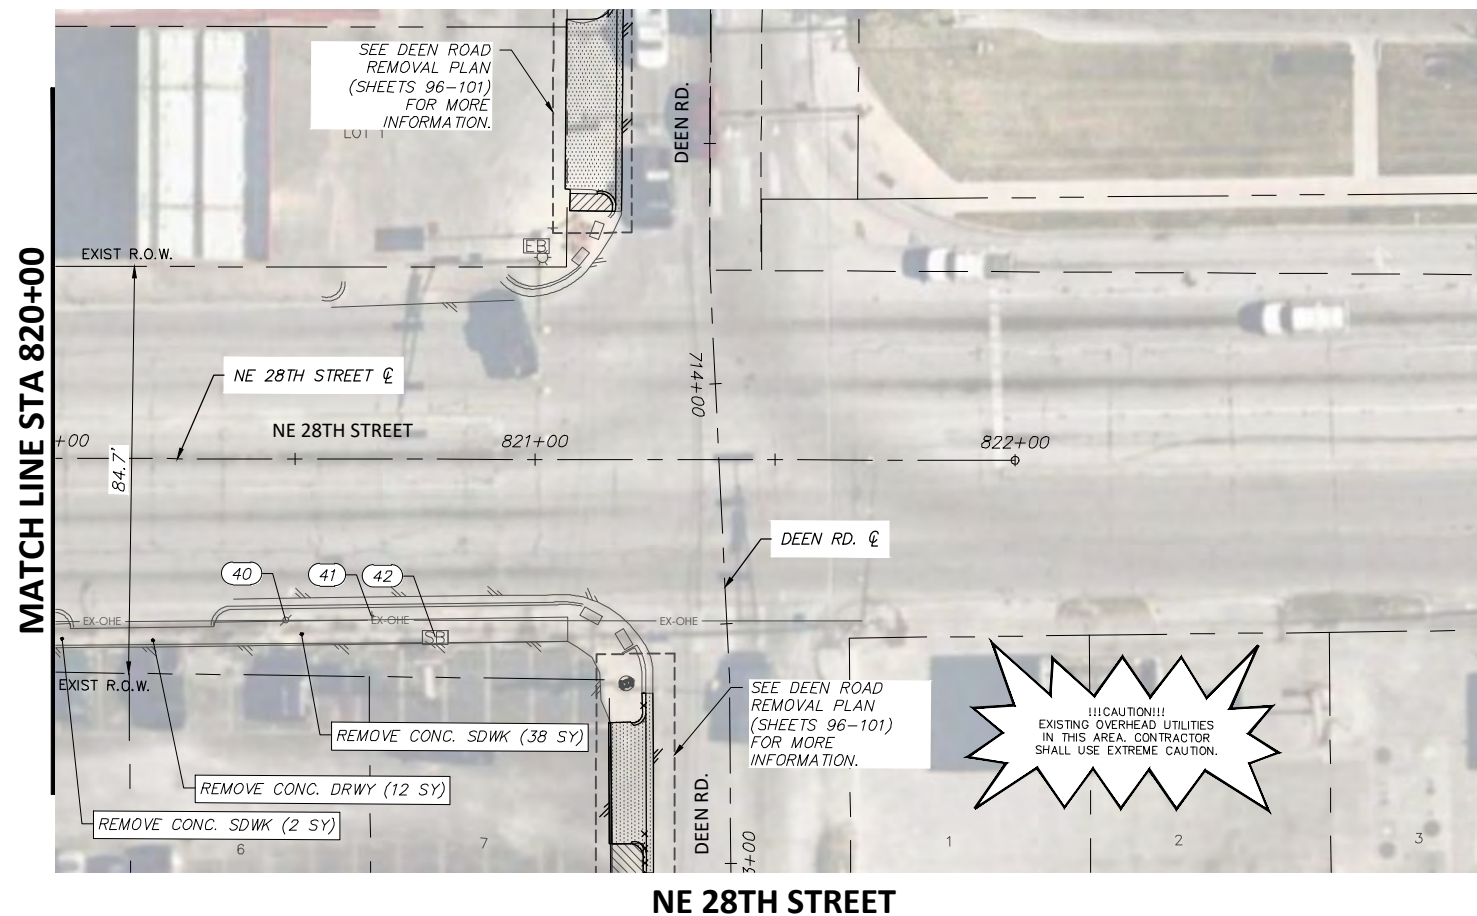 SEE DEEN ROAD
REMOVAL PLAN
(SHEETS 96-101)
FOR MORE
INFORMATION.
LOT 1
DEEN RD.
EB
EXIST R.O.W.
MATCH LINE STA 820+00
NE 28TH STREET ℄
714+00
NE 28TH STREET
+00
821+00
822+00
84.7'
DEEN RD. ℄
40
41
42
EX-OHE
EX-OHE
EX-OHE
SB
EXIST R.O.W.
SEE DEEN ROAD
REMOVAL PLAN
(SHEETS 96-101)
FOR MORE
INFORMATION.
!!!CAUTION!!!
EXISTING OVERHEAD UTILITIES
IN THIS AREA. CONTRACTOR
SHALL USE EXTREME CAUTION.
REMOVE CONC. SDWK (38 SY)
REMOVE CONC. DRWY (12 SY)
REMOVE CONC. SDWK (2 SY)
DEEN RD.
3+00
6
7
1
2
3
NE 28TH STREET